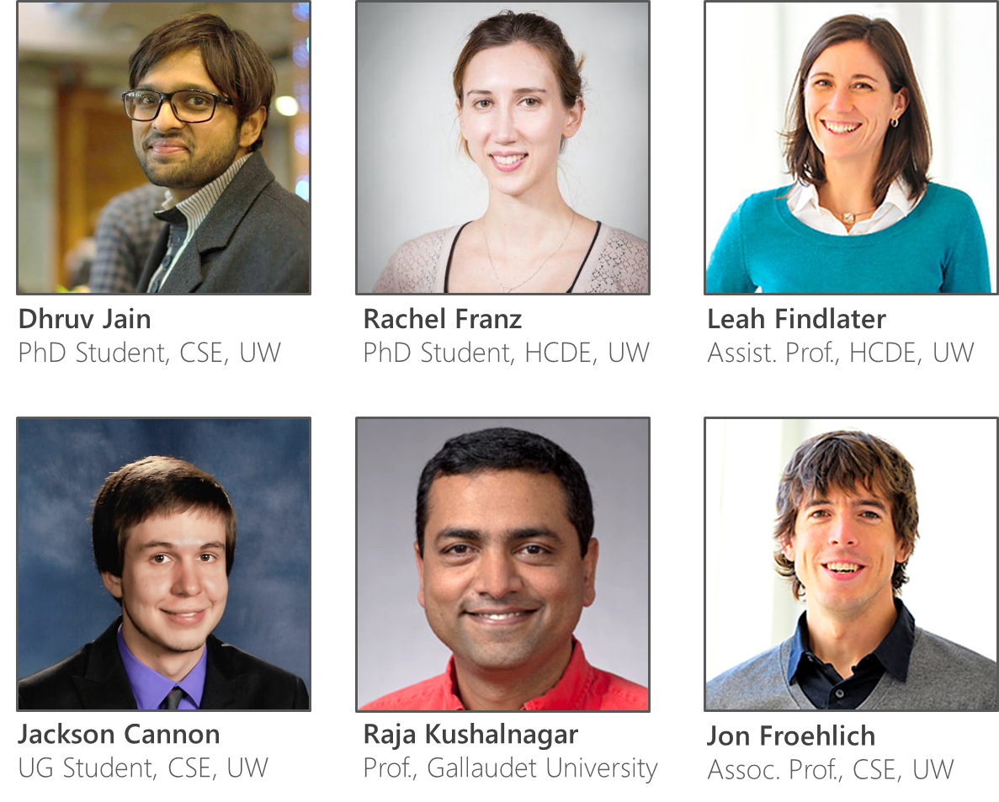 Dhruv Jain
PhD Student, CSE, UW
Rachel Franz
PhD Student, HCDE, UW
Leah Findlater
Assist. Prof., HCDE, UW
Jackson Cannon
UG Student, CSE, UW
Raja Kushalnagar
Prof., Gallaudet University
Jon Froehlich
Assoc. Prof., CSE, UW